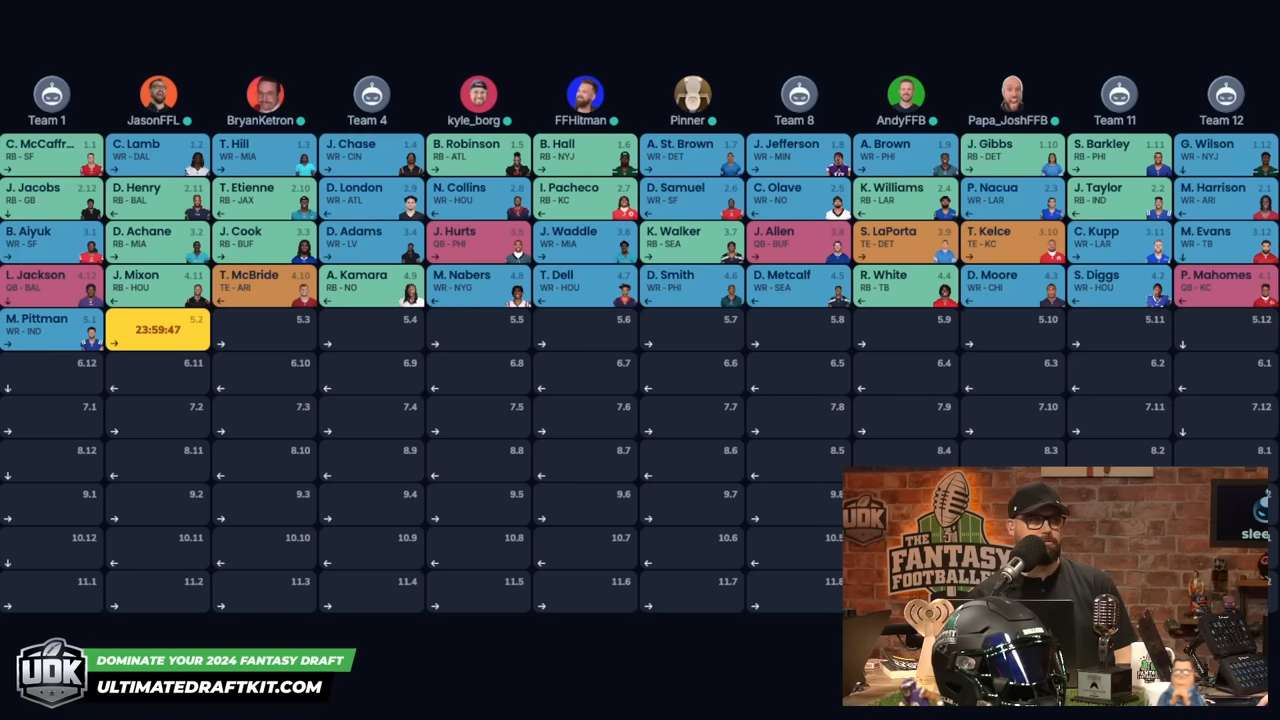 Team 1
JasonFFL
BryanKetron
Team 4
kyle_borg
FFHitman
Pinner
Team 8
AndyFFB
Papa_JoshFFB
Team 11
Team 12
C. McCaffr... 1.1
RB - SF
C. Lamb 1.2
WR - DAL
T. Hill 1.3
WR - MIA
J. Chase 1.4
WR - CIN
B. Robinson 1.5
RB - ATL
B. Hall 1.6
RB - NYJ
A. St. Brown 1.7
WR - DET
J. Jefferson 1.8
WR - MIN
A. Brown 1.9
WR - PHI
J. Gibbs 1.10
RB - DET
S. Barkley 1.11
RB - PHI
G. Wilson 1.12
WR - NYJ
J. Jacobs 2.12
RB - GB
D. Henry 2.11
RB - BAL
T. Etienne 2.10
RB - JAX
D. London 2.9
WR - ATL
N. Collins 2.8
WR - HOU
I. Pacheco 2.7
RB - KC
D. Samuel 2.6
WR - SF
C. Olave 2.5
WR - NO
K. Williams 2.4
RB - LAR
P. Nacua 2.3
WR - LAR
J. Taylor 2.2
RB - IND
M. Harrison 2.1
WR - ARI
B. Aiyuk 3.1
WR - SF
D. Achane 3.2
RB - MIA
J. Cook 3.3
RB - BUF
D. Adams 3.4
WR - LV
J. Hurts 3.5
QB - PHI
J. Waddle 3.6
WR - MIA
K. Walker 3.7
RB - SEA
J. Allen 3.8
QB - BUF
S. LaPorta 3.9
TE - DET
T. Kelce 3.10
TE - KC
C. Kupp 3.11
WR - LAR
M. Evans 3.12
WR - TB
L. Jackson 4.12
QB - BAL
J. Mixon 4.11
RB - HOU
T. McBride 4.10
TE - ARI
A. Kamara 4.9
RB - NO
M. Nabers 4.8
WR - NYG
T. Dell 4.7
WR - HOU
D. Smith 4.6
WR - PHI
D. Metcalf 4.5
WR - SEA
R. White 4.4
RB - TB
D. Moore 4.3
WR - CHI
S. Diggs 4.2
WR - HOU
P. Mahomes 4.1
QB - KC
M. Pittman 5.1
WR - IND
5.2
23:59:47
5.3
5.4
5.5
5.6
5.7
5.8
5.9
5.10
5.11
5.12
6.12
6.11
6.10
6.9
6.8
6.7
6.6
6.5
6.4
6.3
6.2
6.1
7.1
7.2
7.3
7.4
7.5
7.6
7.7
7.8
7.9
7.10
7.11
7.12
8.12
8.11
8.10
8.9
8.8
8.7
8.6
8.5
8.4
8.3
8.2
8.1
9.1
9.2
9.3
9.4
9.5
9.6
9.7
9.8
10.12
10.11
10.10
10.9
10.8
10.7
10.6
10.5
11.1
11.2
11.3
11.4
11.5
11.6
11.7
11.8
UDK
THE
FANTASY
FOOTBALLE
slee
UDK
DOMINATE YOUR 2024 FANTASY DRAFT
ULTIMATEDRAFTKIT.COM